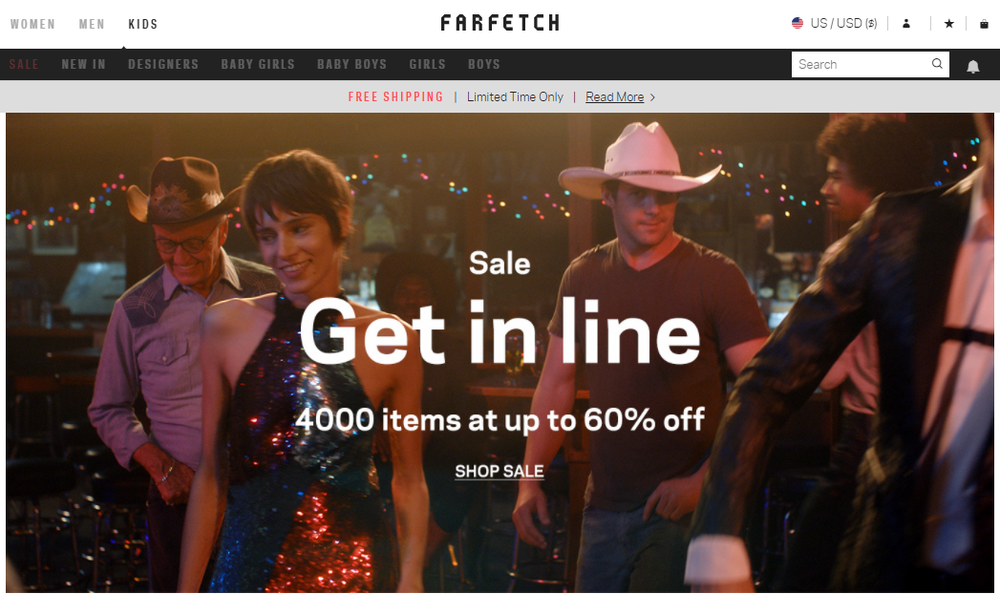 WOMEN MEN KIDS FARFETCH US / USD ($)
SALE NEW IN DESIGNERS BABY GIRLS BABY BOYS GIRLS BOYS Search
FREE SHIPPING | Limited Time Only | Read More >
Sale
Get in line
4000 items at up to 60% off
SHOP SALE